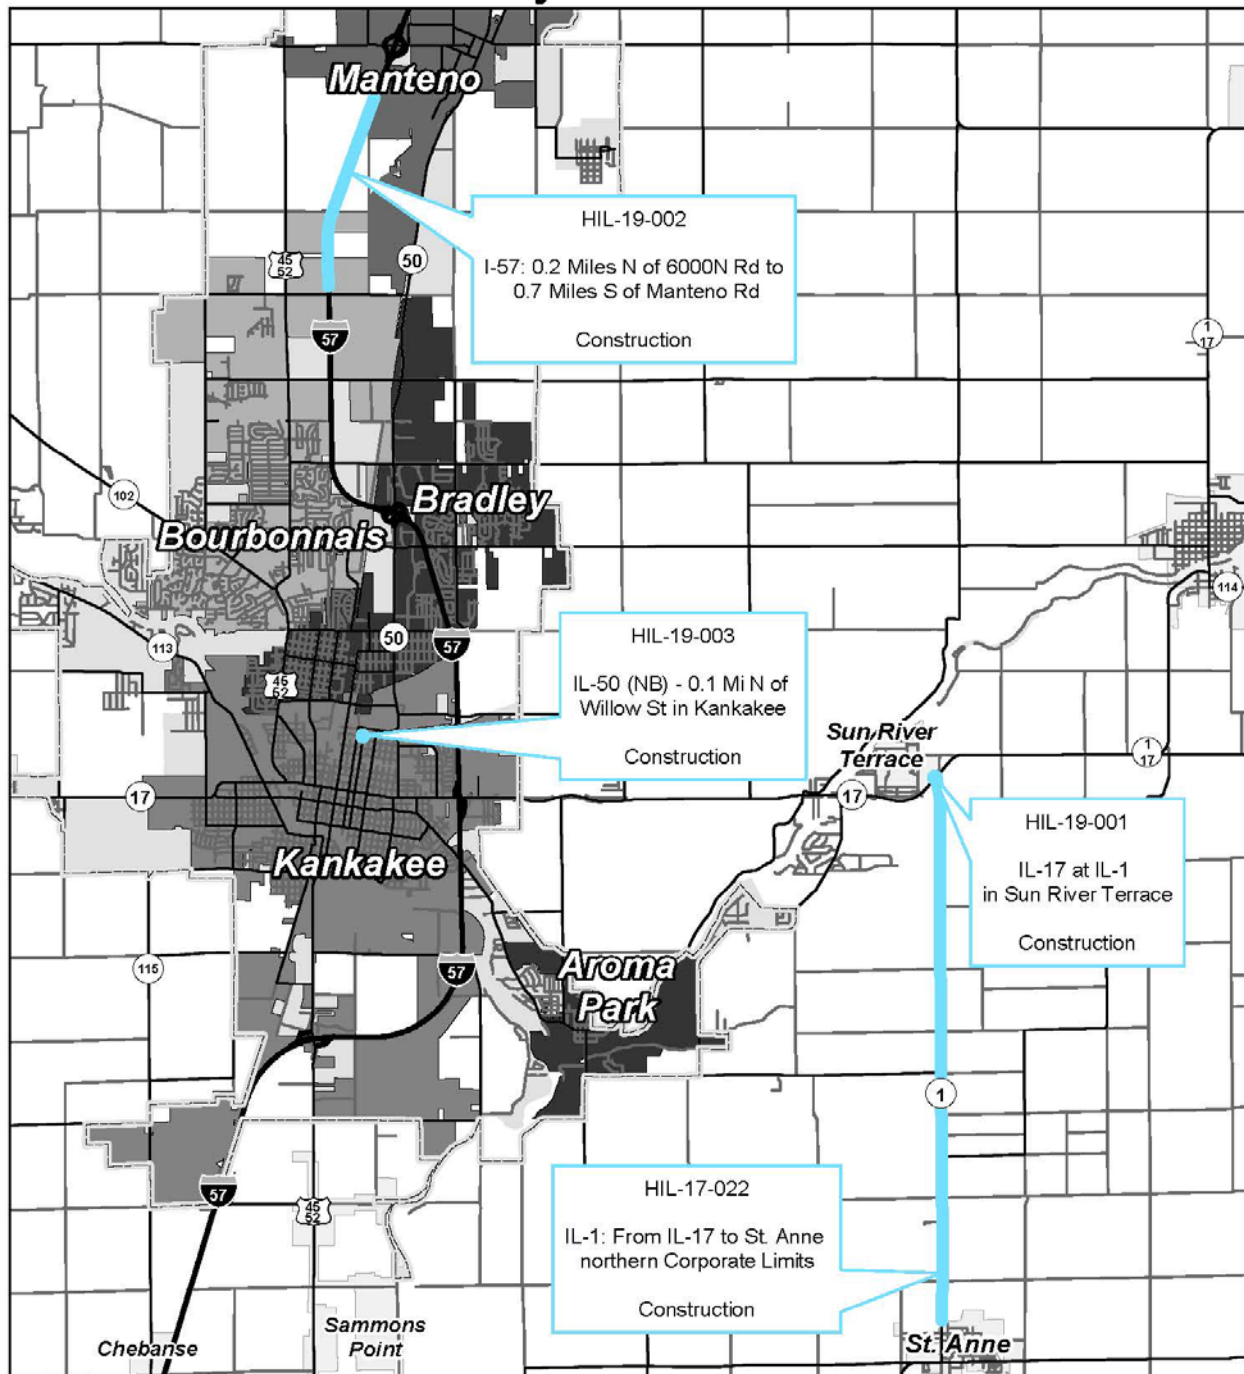 Manteno
HIL-19-002
I-57: 0.2 Miles N of 6000N Rd to
0.7 Miles S of Manteno Rd
Construction
45
52
50
57
1
17
102
Bradley
Bourbonnais
114
113
50
57
45
52
HIL-19-003
IL-50 (NB) - 0.1 Mi N of
Willow St in Kankakee
Construction
Sun River
Terrace
1
17
17
17
HIL-19-001
IL-17 at IL-1
in Sun River Terrace
Construction
Kankakee
115
57
Aroma
Park
1
57
45
52
HIL-17-022
IL-1: From IL-17 to St. Anne
northern Corporate Limits
Construction
Chebanse
Sammons
Point
St. Anne